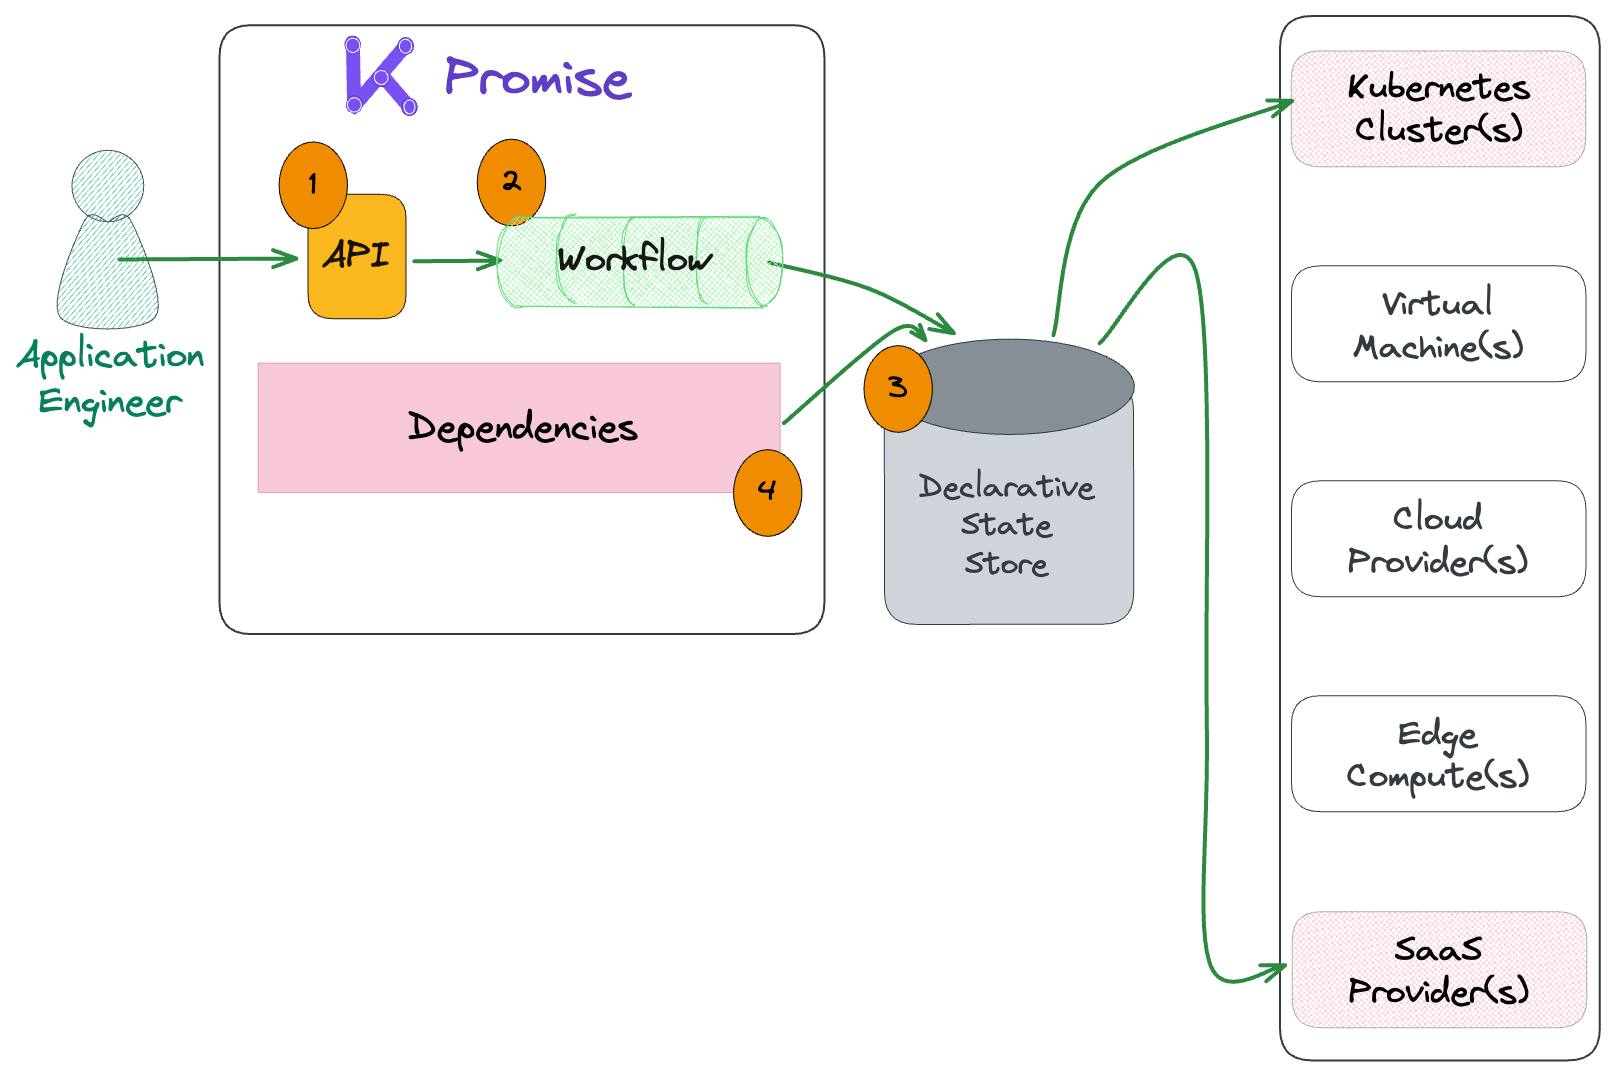 Promise
1
2
API
Workflow
Application
Engineer
Dependencies
4
3
Declarative
State
Store
Kubernetes
Cluster(s)
Virtual
Machine(s)
Cloud
Provider(s)
Edge
Compute(s)
SaaS
Provider(s)